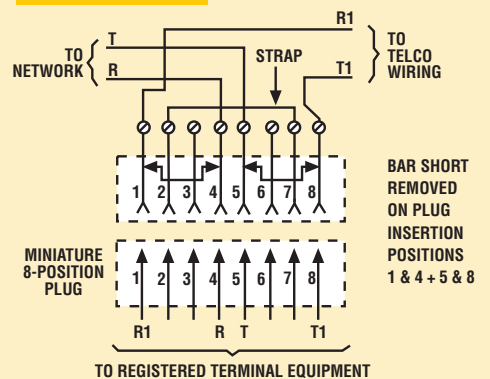 R1
T
TO NETWORK
R
STRAP
T1
TO
TELCO
WIRING
1 2 3 4 5 6 7 8
BAR SHORT
REMOVED
ON PLUG
INSERTION
POSITIONS
1 & 4 + 5 & 8
MINIATURE
8-POSITION
PLUG
1 2 3 4 5 6 7 8
R1 R T T1
TO REGISTERED TERMINAL EQUIPMENT